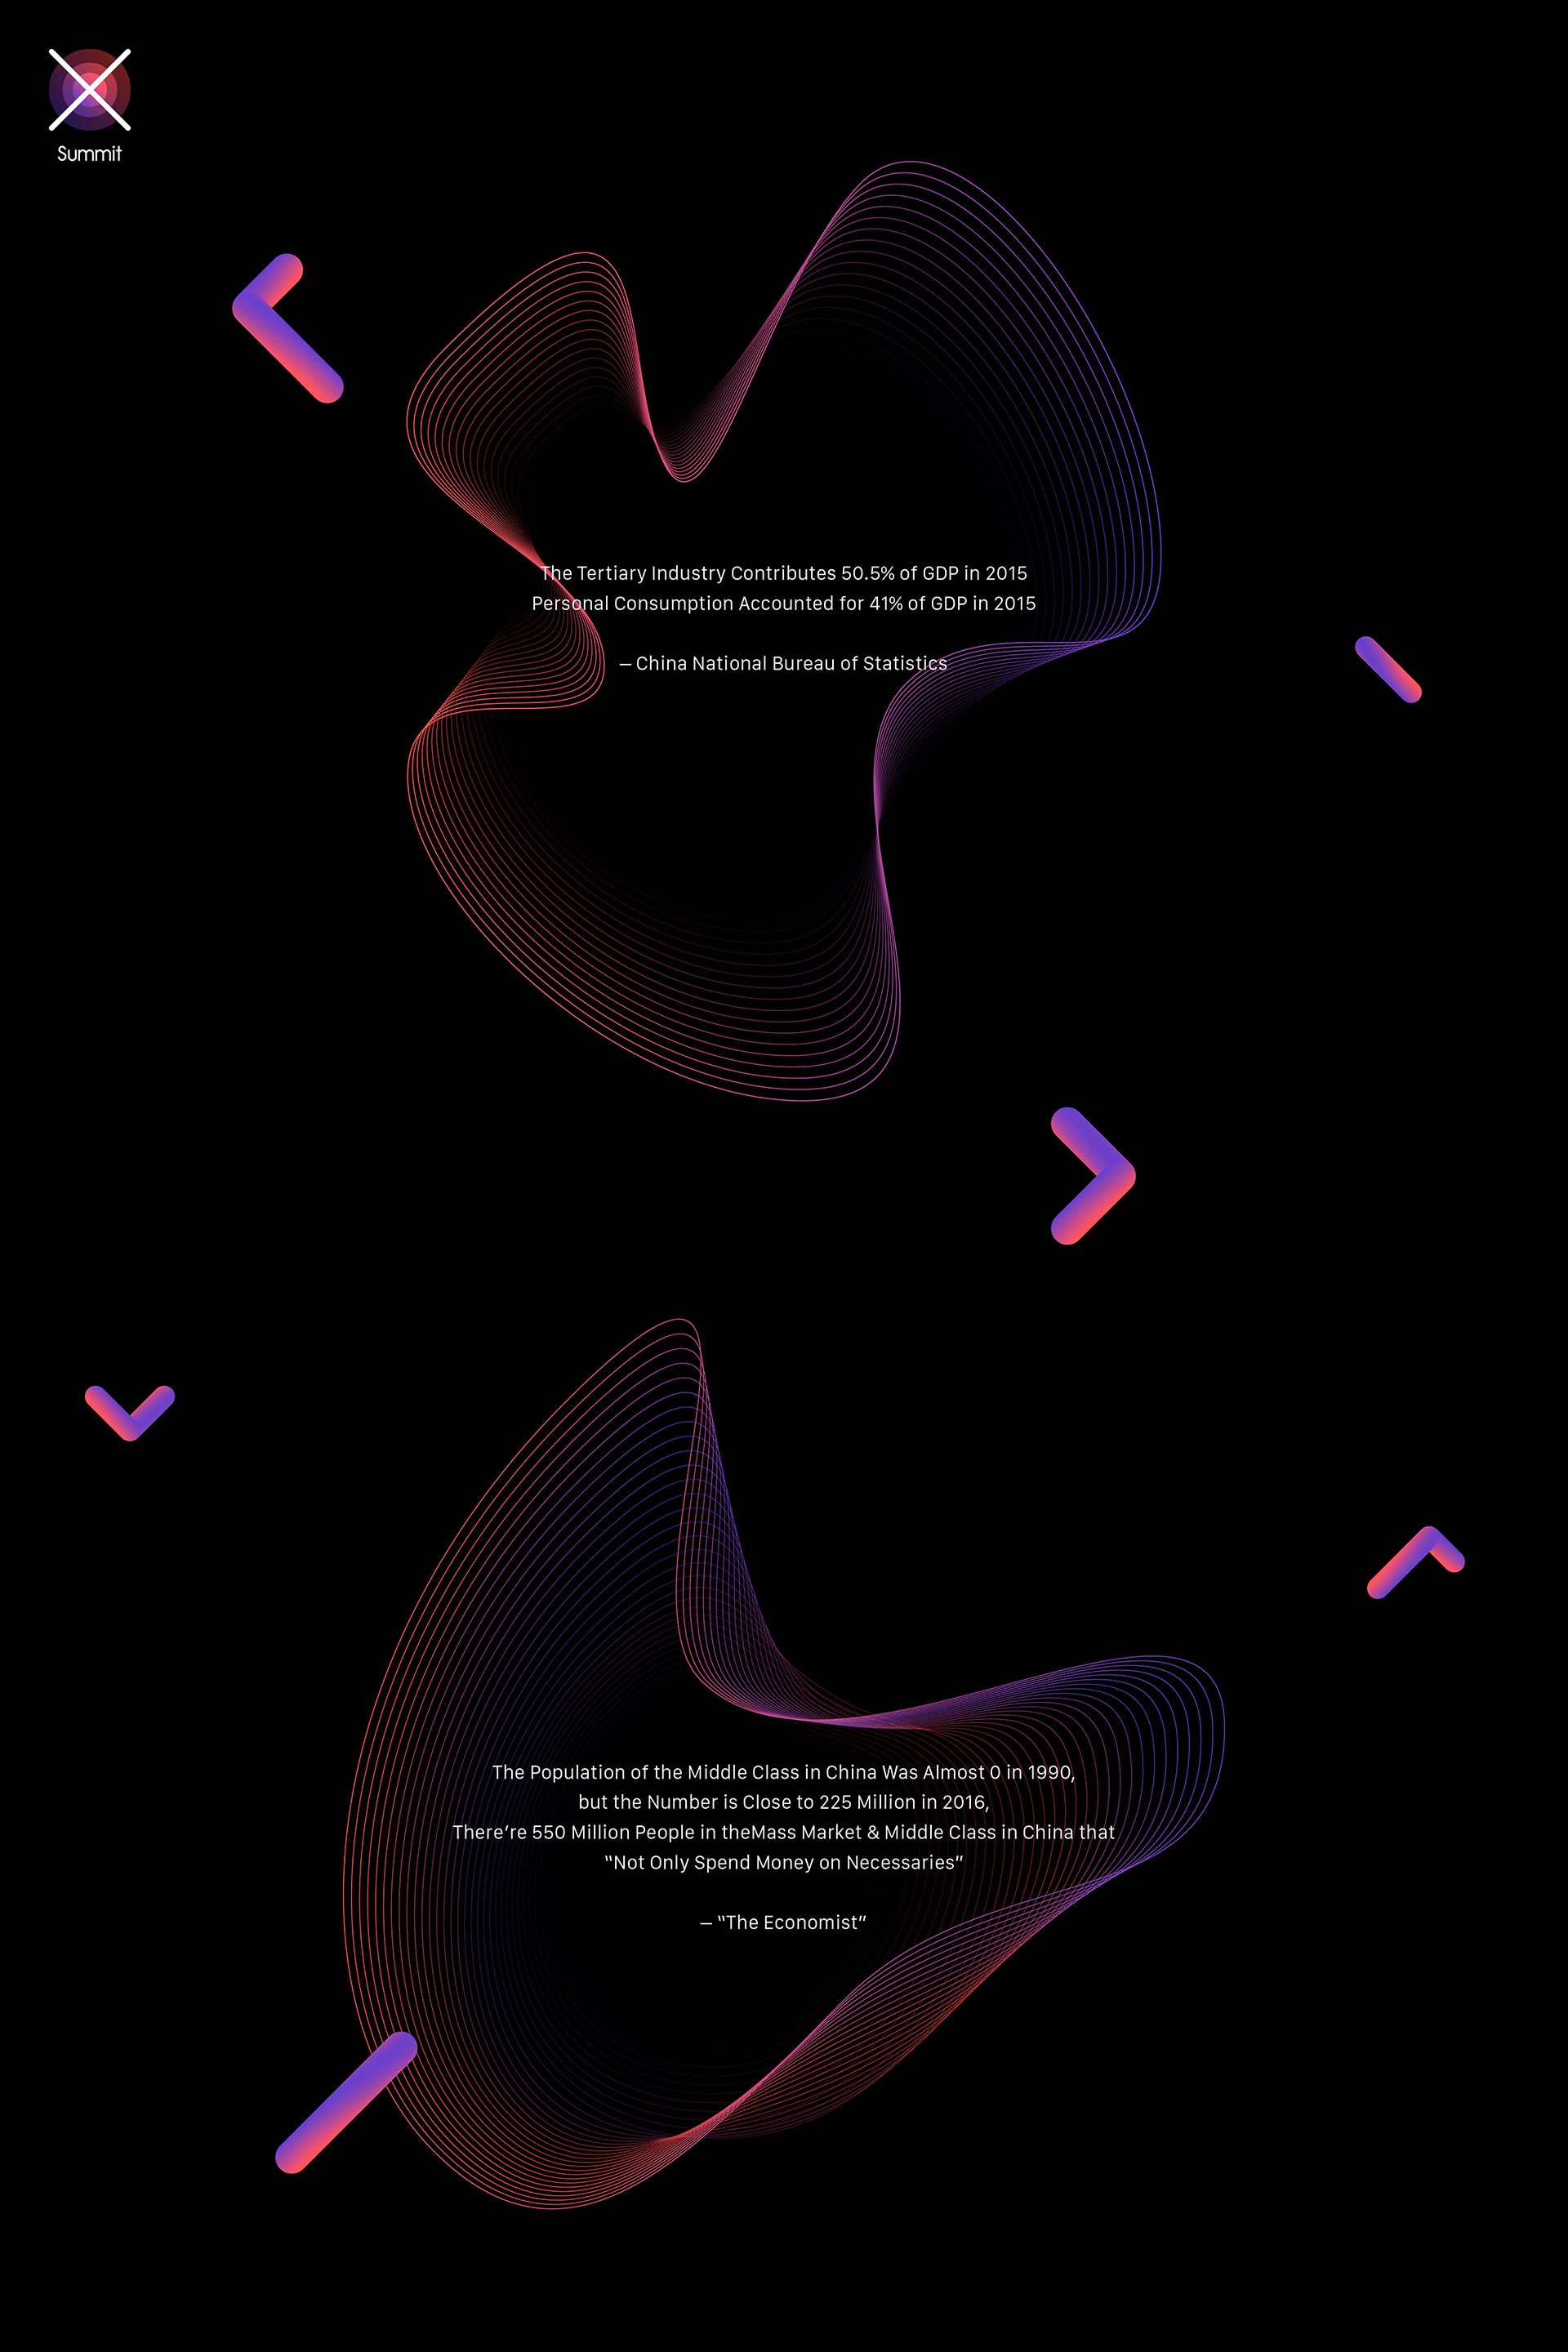 Summit
The Tertiary Industry Contributes 50.5% of GDP in 2015
Personal Consumption Accounted for 41% of GDP in 2015
– China National Bureau of Statistics
The Population of the Middle Class in China Was Almost 0 in 1990,
but the Number is Close to 225 Million in 2016,
There’re 550 Million People in theMass Market & Middle Class in China that
“Not Only Spend Money on Necessaries”
– “The Economist”